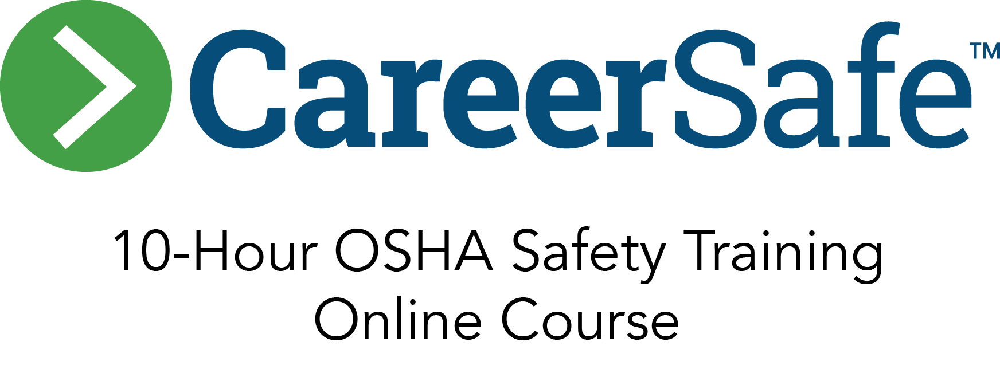 CareerSafe™
10-Hour OSHA Safety Training
Online Course